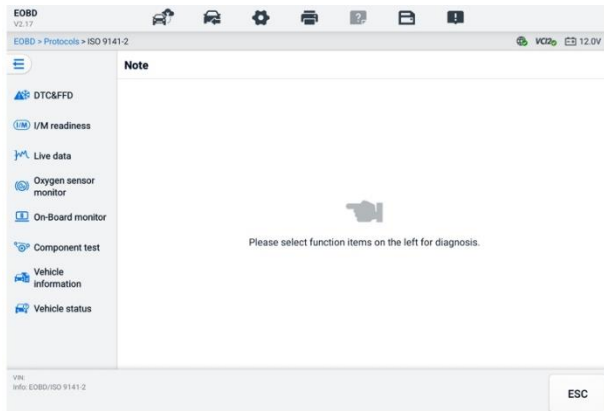 EOBD
V2.17
EOBD > Protocols > ISO 9141-2
VCI2 12.0V
Note
DTC&FFD
I/M I/M readiness
Live data
Oxygen sensor
monitor
On-Board monitor
Component test
Vehicle
information
Vehicle status
Please select function items on the left for diagnosis.
VIN:
Info: EOBD/ISO 9141-2
ESC